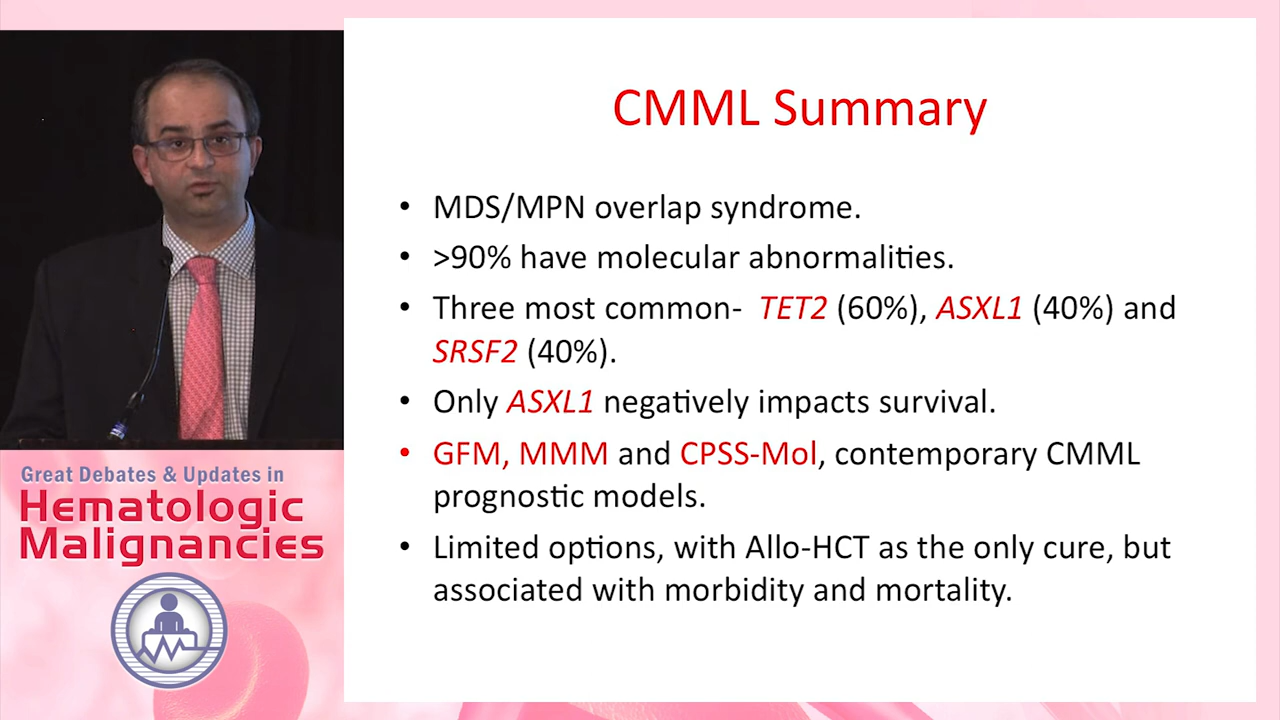 CMML Summary
• MDS/MPN overlap syndrome.
• >90% have molecular abnormalities.
• Three most common- TET2 (60%), ASXL1 (40%) and
SRSF2 (40%).
• Only ASXL1 negatively impacts survival.
• GFM, MMM and CPSS-Mol, contemporary CMML
prognostic models.
• Limited options, with Allo-HCT as the only cure, but
associated with morbidity and mortality.
Great Debates & Updates in
Hematologic
Malignancies